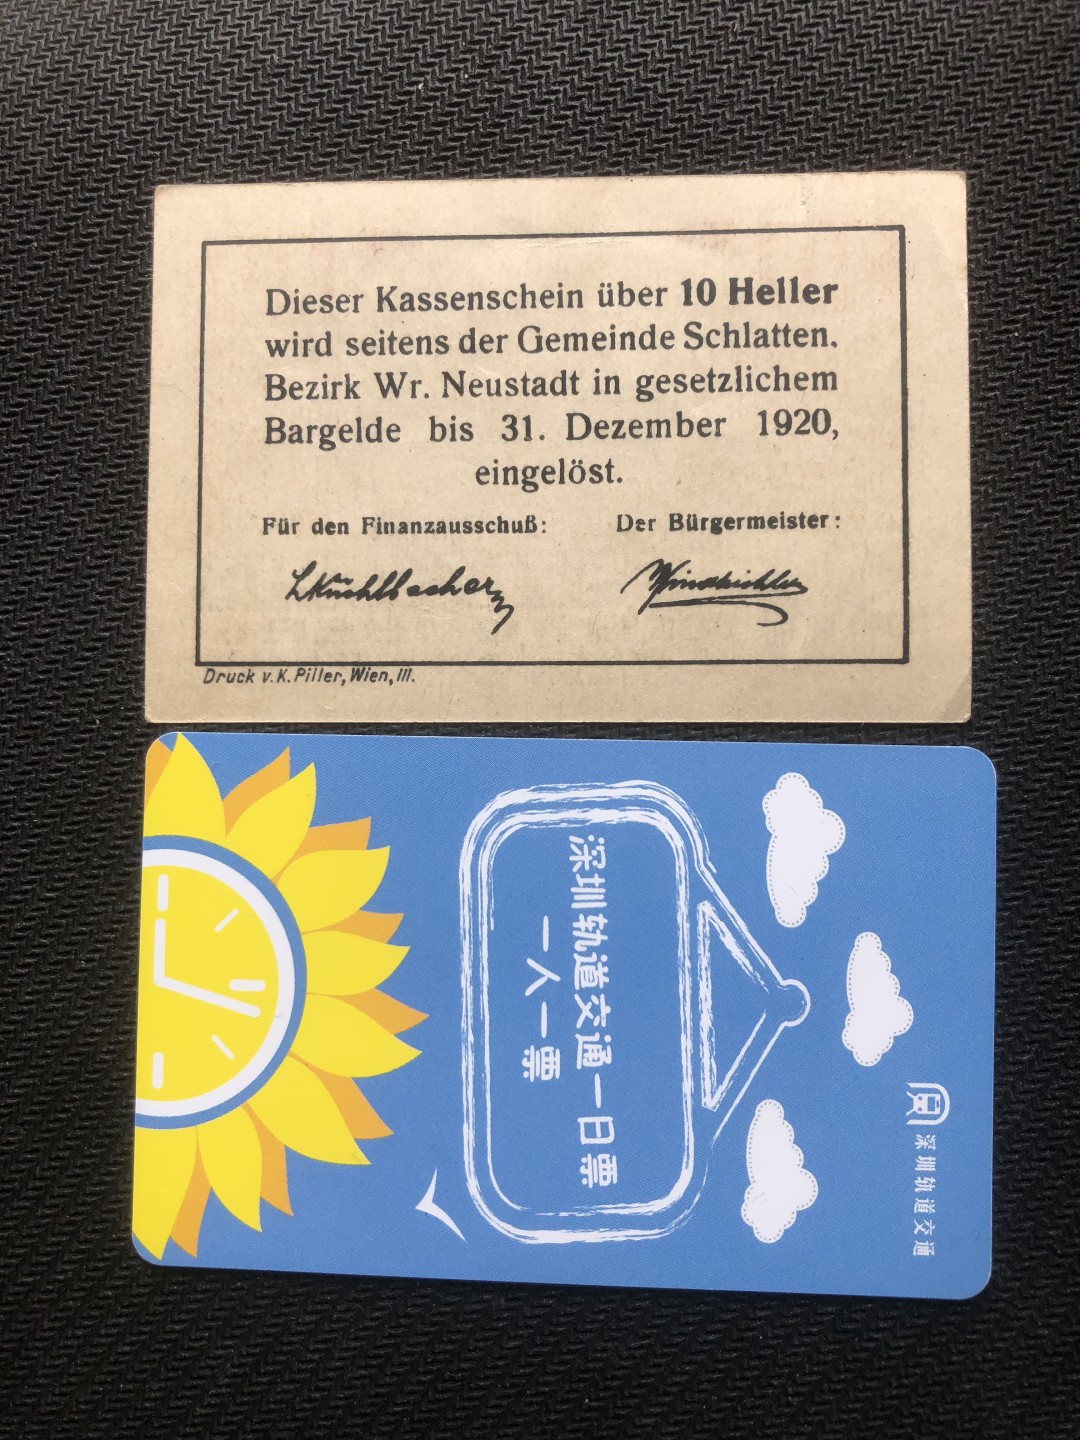 Dieser Kassenschein über 10 Heller
wird seitens der Gemeinde Schlatten,
Bezirk Wr. Neustadt in gesetzlichem
Bargelde bis 31. Dezember 1920,
eingelöst.
Für den Finanzausschuß: Der Bürgermeister:
Druck v. K. Piller, Wien, III.
深圳轨道交通
深圳轨道交通一日票
一人一票